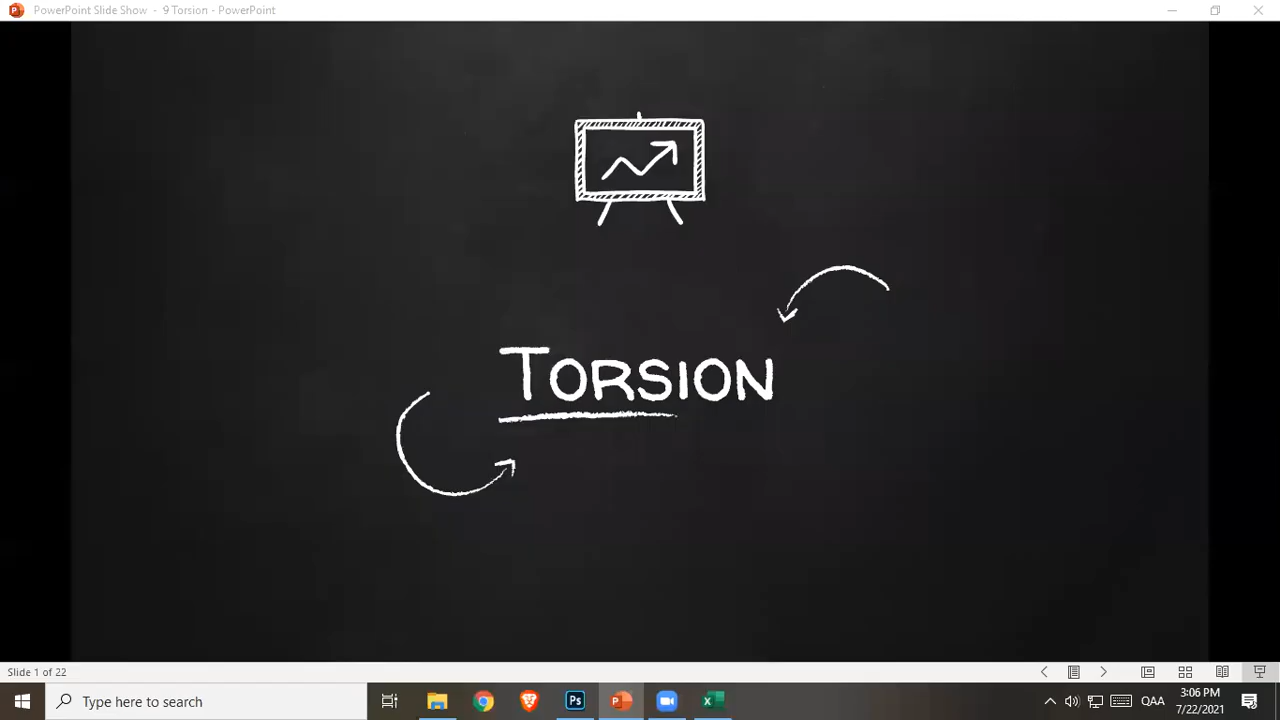 PowerPoint Slide Show - 9 Torsion - PowerPoint
TORSION
Slide 1 of 22
Type here to search
Ps
QAA
3:06 PM
7/22/2021